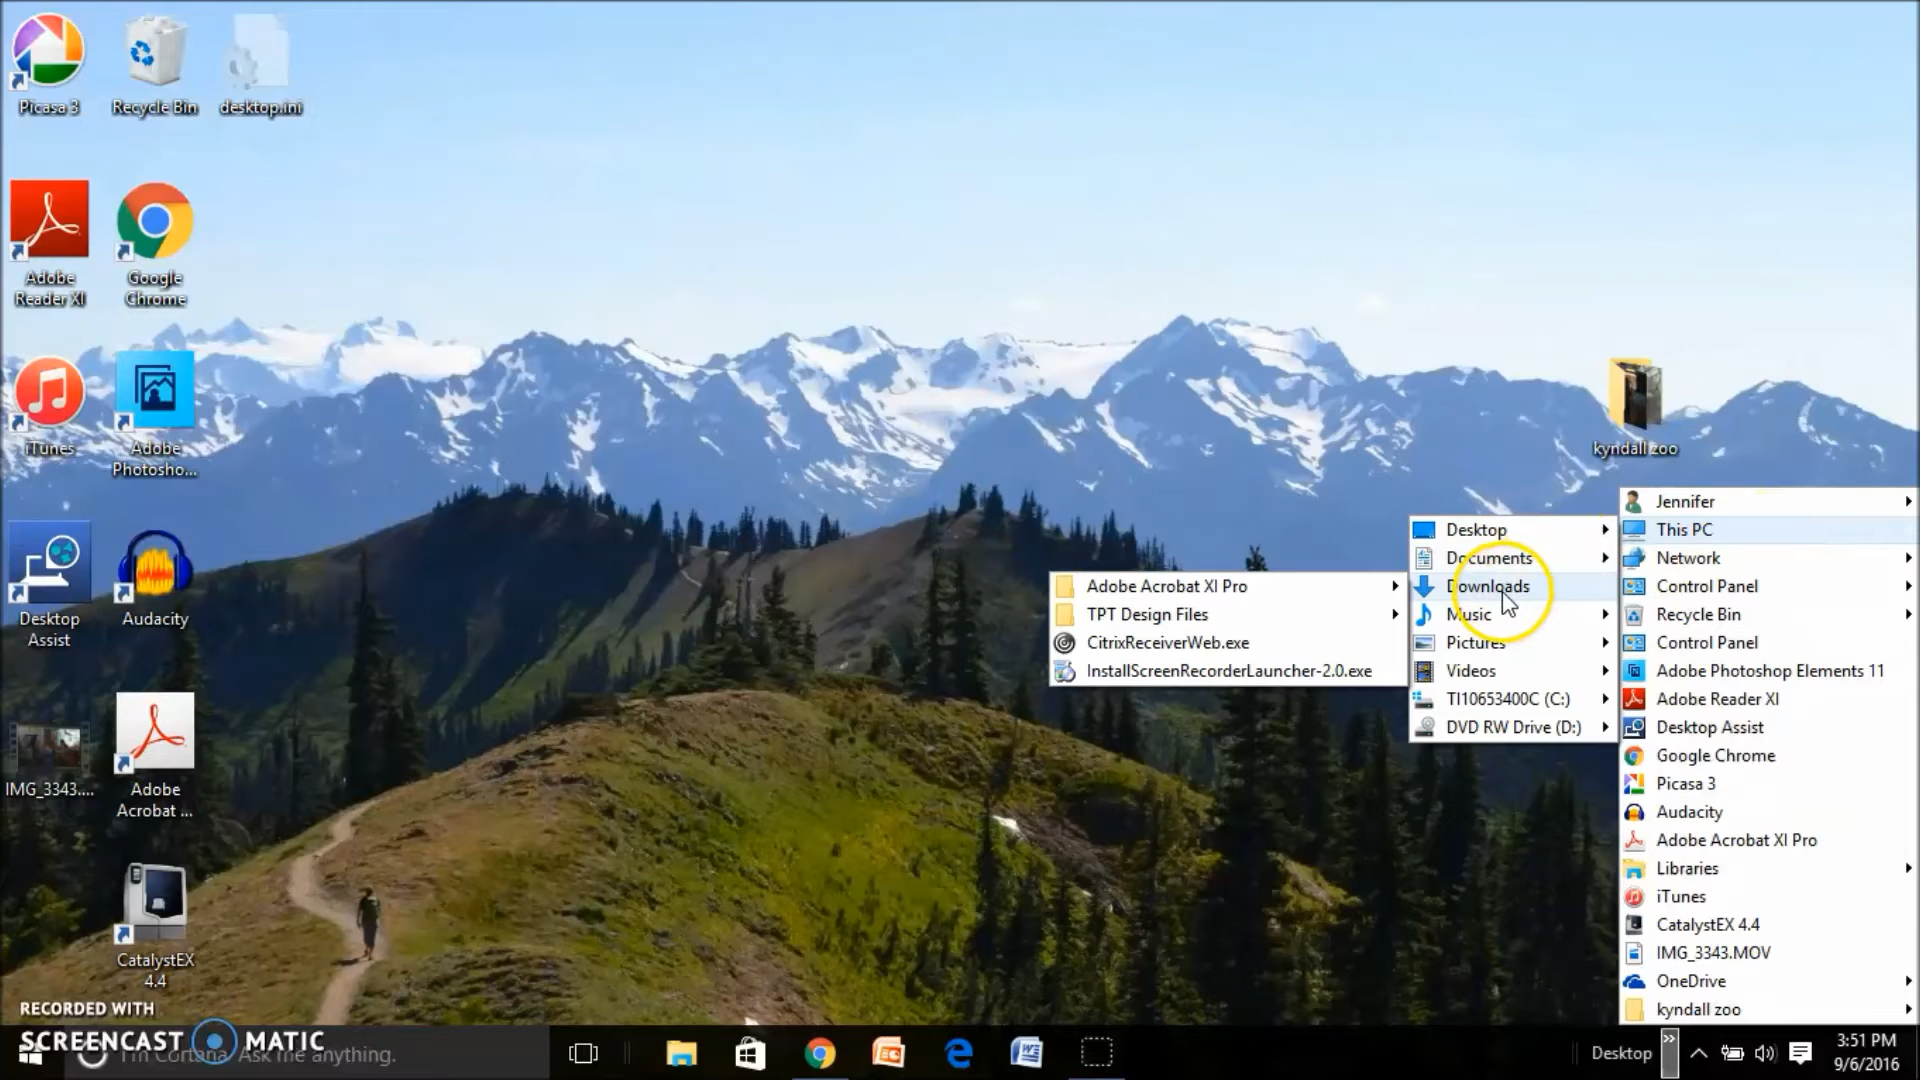 Picasa 3
Recycle Bin
desktop.ini
Adobe
Reader XI
Google
Chrome
iTunes
Adobe
Photosho...
Desktop
Assist
Audacity
IMG_3343....
Adobe
Acrobat ...
CatalystEX
4.4
kyndall zoo
Adobe Acrobat XI Pro
TPT Design Files
CitrixReceiverWeb.exe
InstallScreenRecorderLauncher-2.0.exe
Desktop
Documents
Downloads
Music
Pictures
Videos
TI10653400C (C:)
DVD RW Drive (D:)
Jennifer
This PC
Network
Control Panel
Recycle Bin
Control Panel
Adobe Photoshop Elements 11
Adobe Reader XI
Desktop Assist
Google Chrome
Picasa 3
Audacity
Adobe Acrobat XI Pro
Libraries
iTunes
CatalystEX 4.4
IMG_3343.MOV
OneDrive
kyndall zoo
RECORDED WITH
SCREENCAST MATIC
I'm Cortana. Ask me anything.
Desktop
3:51 PM
9/6/2016